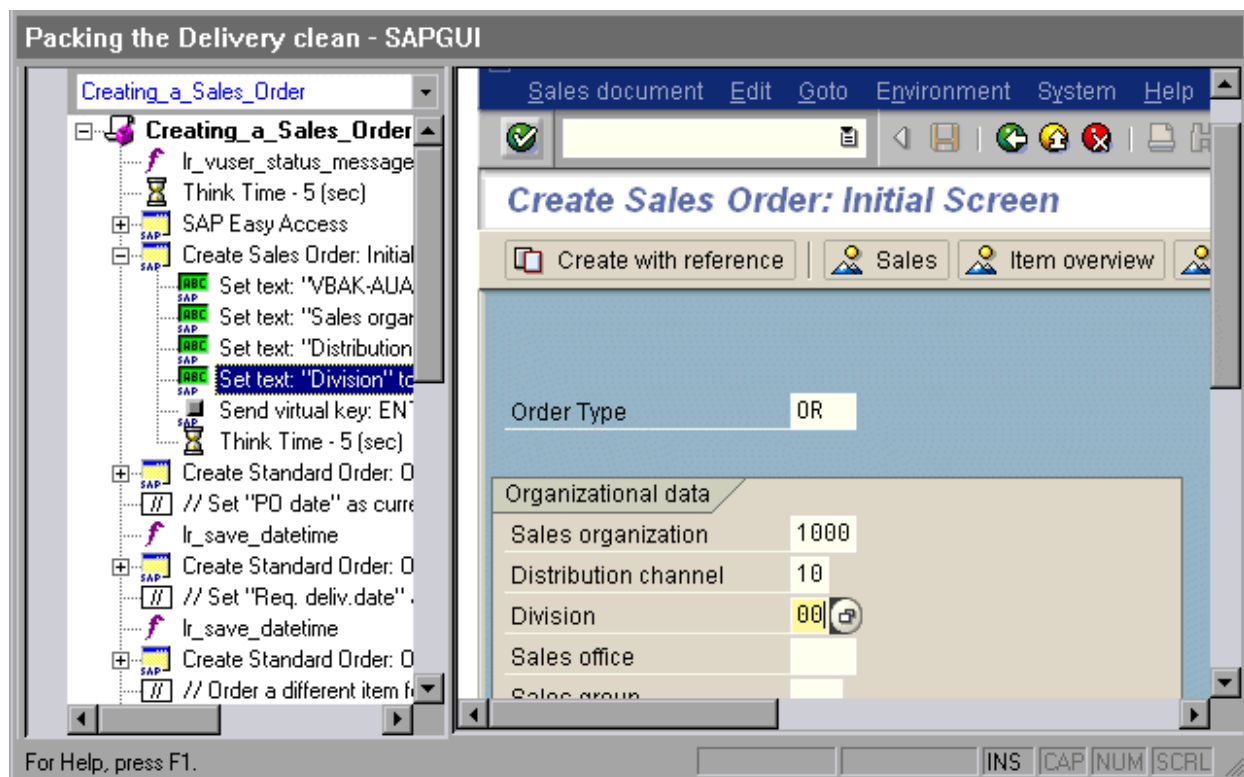 Packing the Delivery clean - SAPGUI
Creating_a_Sales_Order
Creating_a_Sales_Order
lr_vuser_status_message
Think Time - 5 (sec)
SAP Easy Access
Create Sales Order: Initial
Set text: "VBAK-AUA
Set text: "Sales organ
Set text: "Distribution
Set text: "Division" to
Send virtual key: ENT
Think Time - 5 (sec)
Create Standard Order: O
// Set "PO date" as curre
lr_save_datetime
Create Standard Order: O
// Set "Req. deliv.date"
lr_save_datetime
Create Standard Order: O
// Order a different item f
Sales document Edit Goto Environment System Help
Create Sales Order: Initial Screen
Create with reference Sales Item overview
Order Type OR
Organizational data
Sales organization 1000
Distribution channel 10
Division 00
Sales office
Sales group
For Help, press F1.
INS CAP NUM SCRL